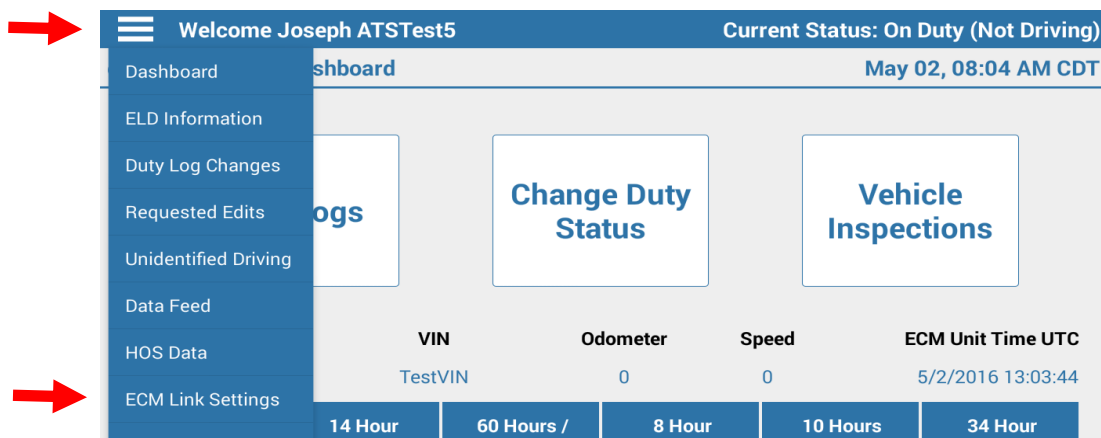 Welcome Joseph ATSTest5
Current Status: On Duty (Not Driving)
shboard
May 02, 08:04 AM CDT
Dashboard
ELD Information
Duty Log Changes
Requested Edits
Unidentified Driving
Data Feed
HOS Data
ECM Link Settings
ogs
Change Duty
Status
Vehicle
Inspections
VIN Odometer Speed ECM Unit Time UTC
TestVIN 0 0 5/2/2016 13:03:44
14 Hour 60 Hours / 8 Hour 10 Hours 34 Hour